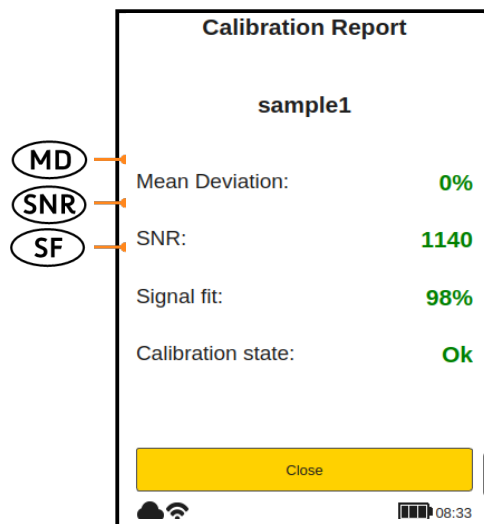 Calibration Report
sample1
MD
Mean Deviation: 0%
SNR
SNR: 1140
SF
Signal fit: 98%
Calibration state: Ok
Close
08:33